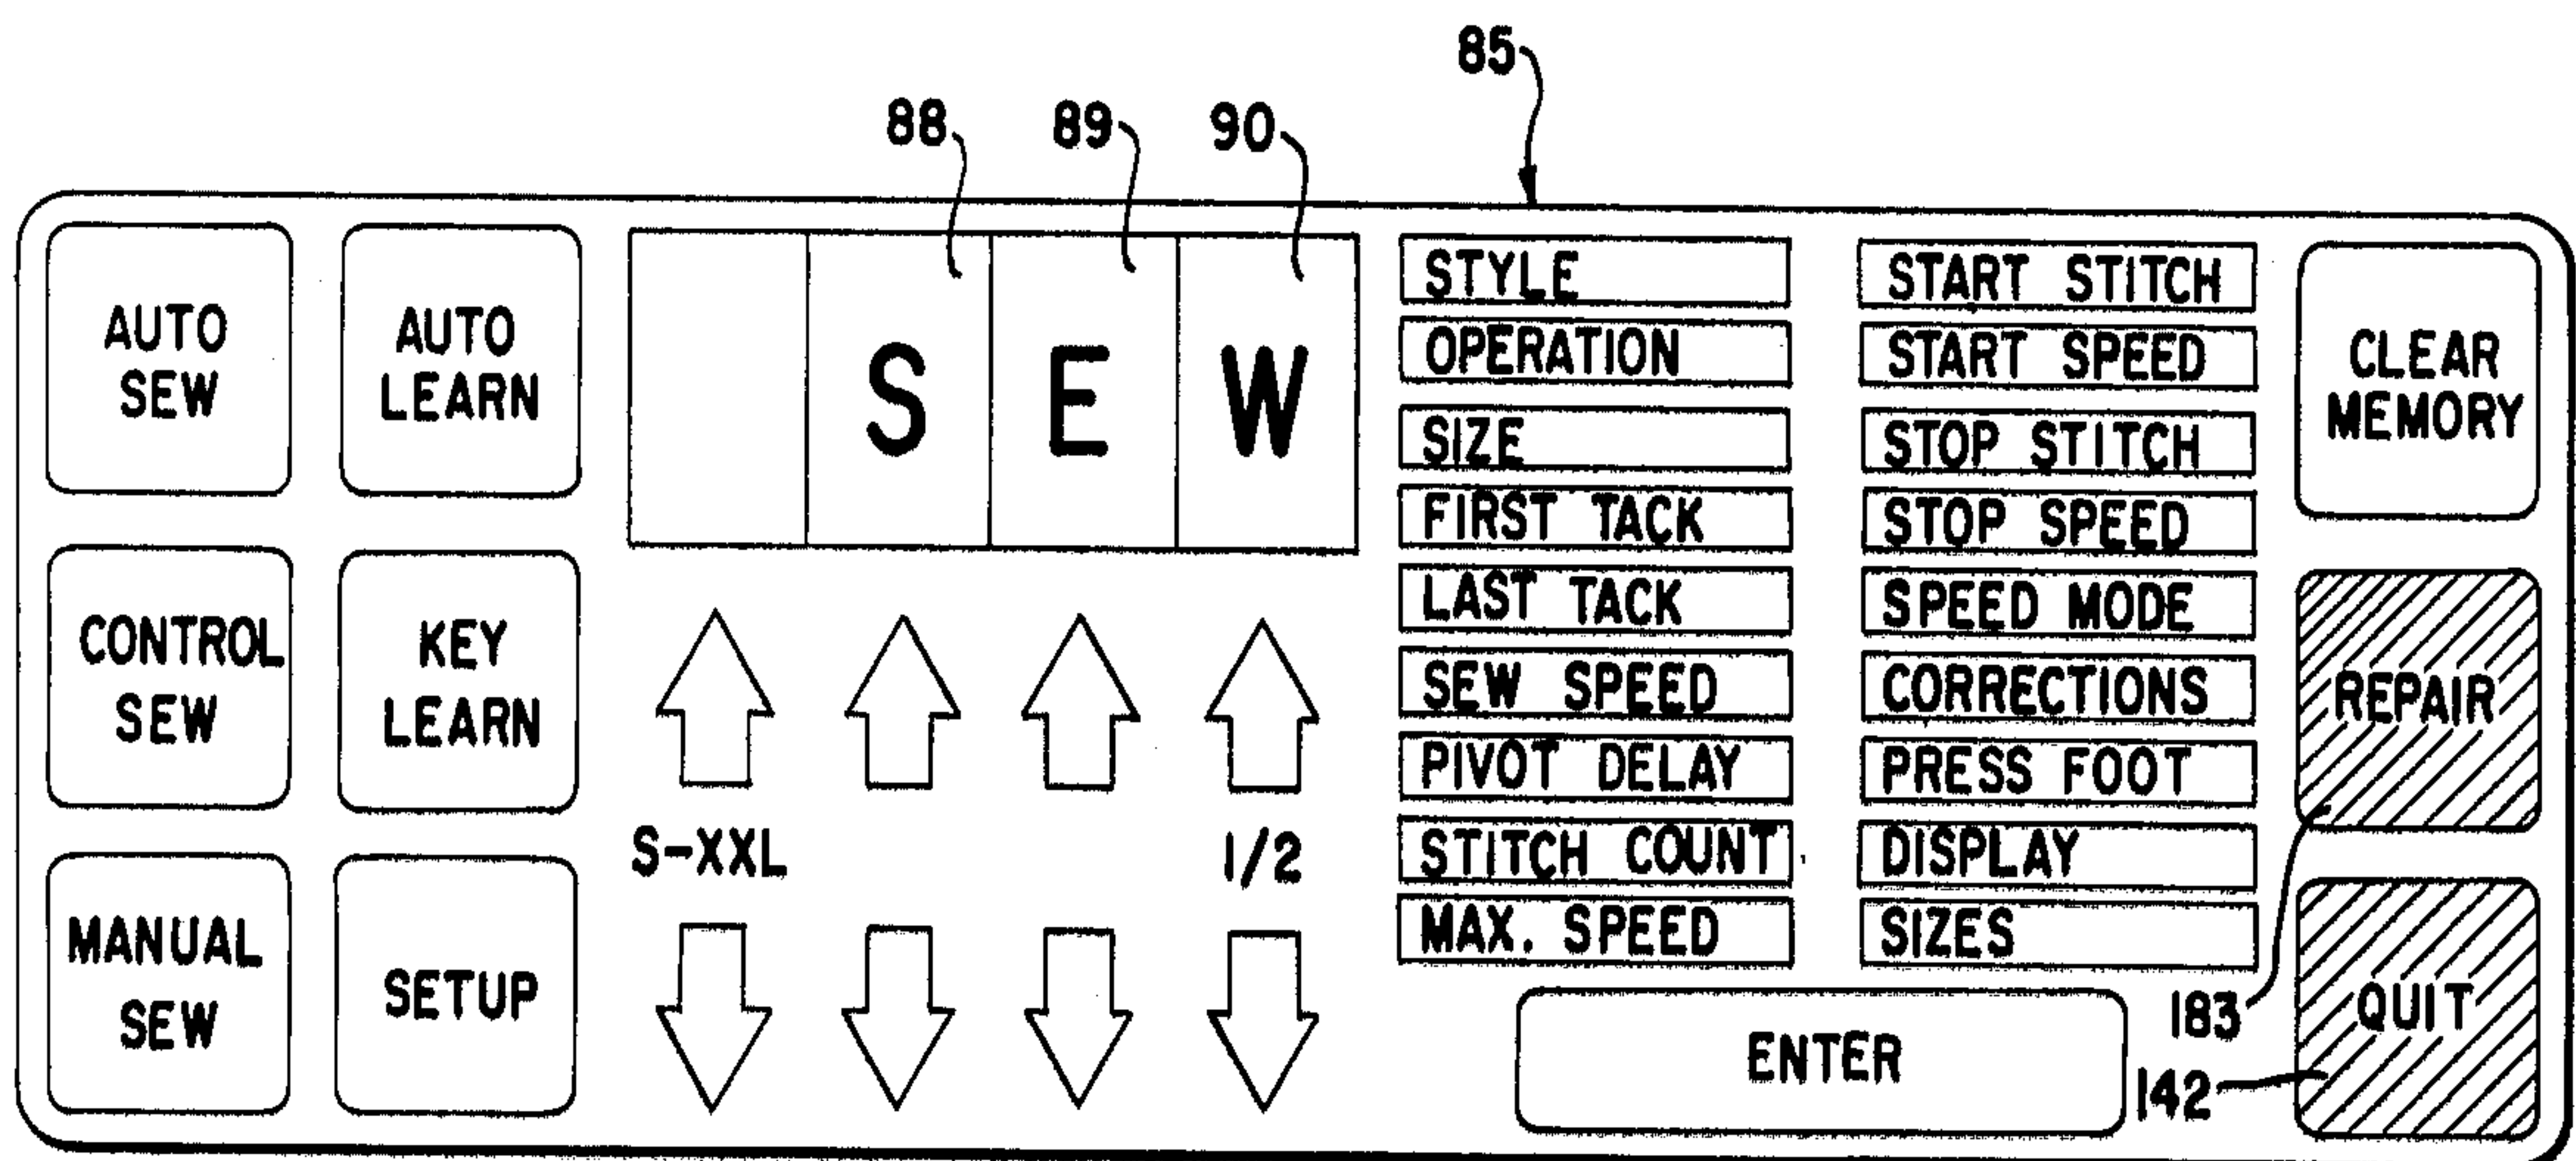 85
88
89
90
AUTO
SEW
AUTO
LEARN
CONTROL
SEW
KEY
LEARN
MANUAL
SEW
SETUP
S E W
S-XXL
1/2
STYLE
OPERATION
SIZE
FIRST TACK
LAST TACK
SEW SPEED
PIVOT DELAY
STITCH COUNT
MAX. SPEED
START STITCH
START SPEED
STOP STITCH
STOP SPEED
SPEED MODE
CORRECTIONS
PRESS FOOT
DISPLAY
SIZES
ENTER
CLEAR
MEMORY
REPAIR
183
QUIT
142